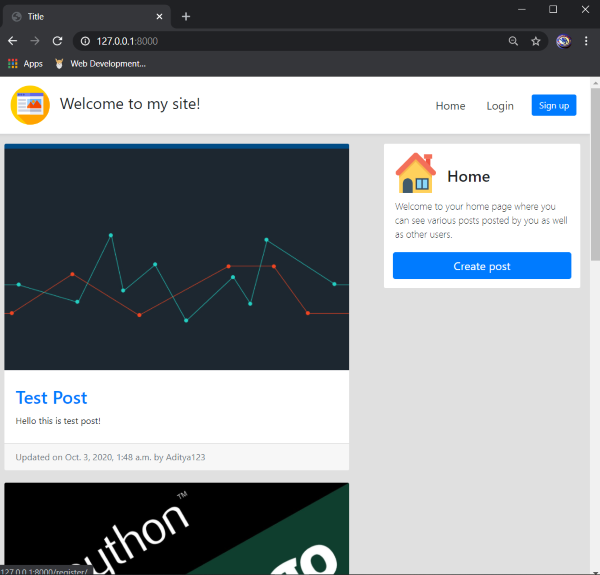 Title
127.0.0.1:8000
Apps
Web Development...
Welcome to my site!
Home
Login
Sign up
Home
Welcome to your home page where you
can see various posts posted by you as well
as other users.
Create post
Test Post
Hello this is test post!
Updated on Oct. 3, 2020, 1:48 a.m. by Aditya123
ython
TM
127.0.0.1:8000/register/